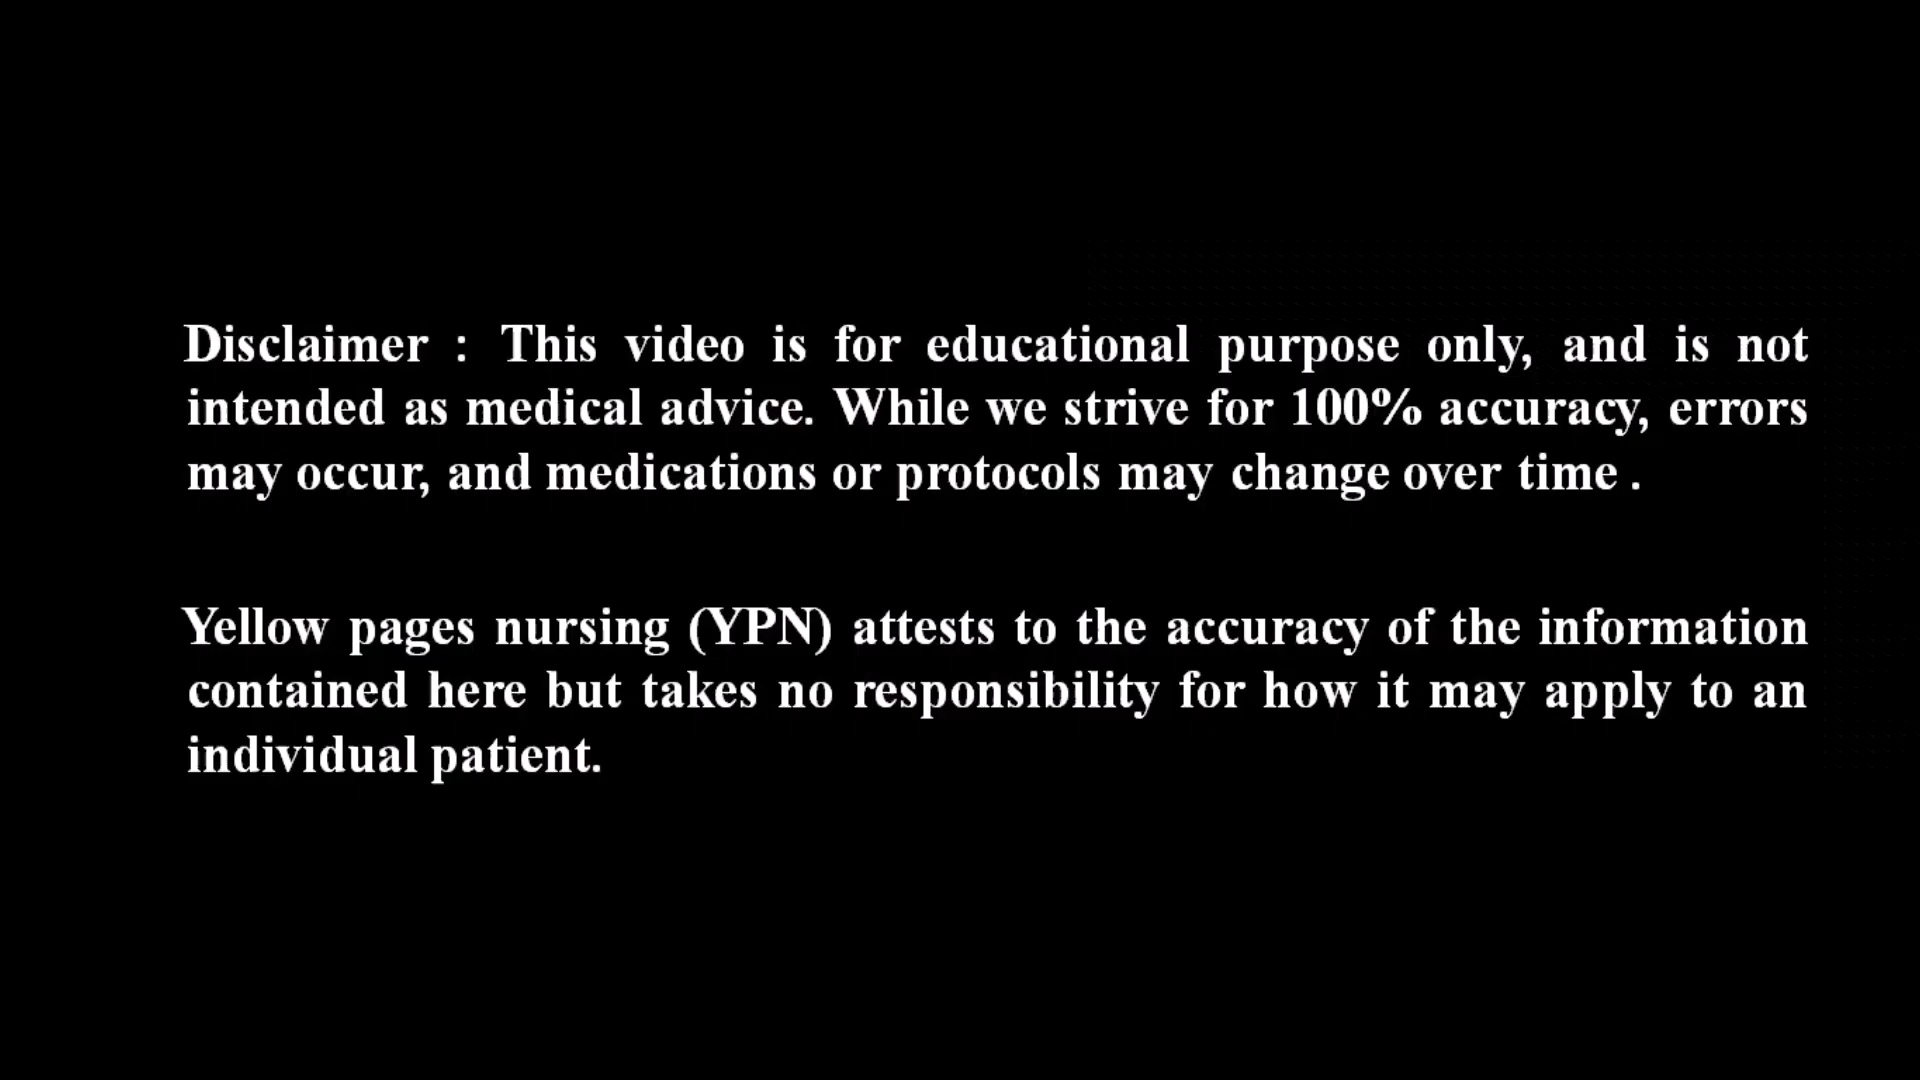 Disclaimer : This video is for educational purpose only, and is not
intended as medical advice. While we strive for 100% accuracy, errors
may occur, and medications or protocols may change over time .
Yellow pages nursing (YPN) attests to the accuracy of the information
contained here but takes no responsibility for how it may apply to an
individual patient.